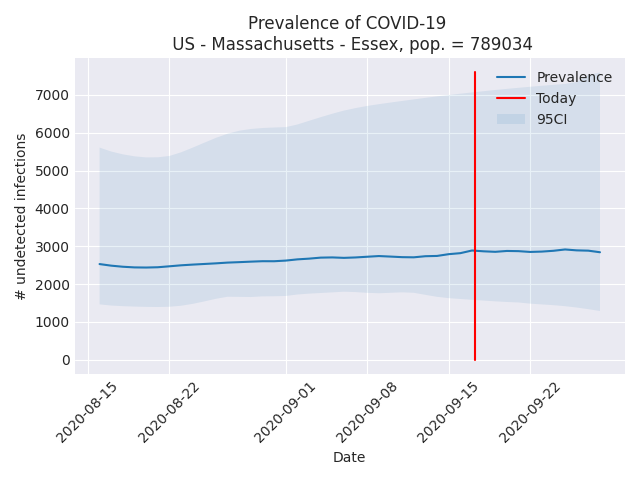 Prevalence of COVID-19
US - Massachusetts - Essex, pop. = 789034
Prevalence
Today
95CI
# undetected infections
7000
6000
5000
4000
3000
2000
1000
0
2020-08-15
2020-08-22
2020-09-01
2020-09-08
2020-09-15
2020-09-22
Date